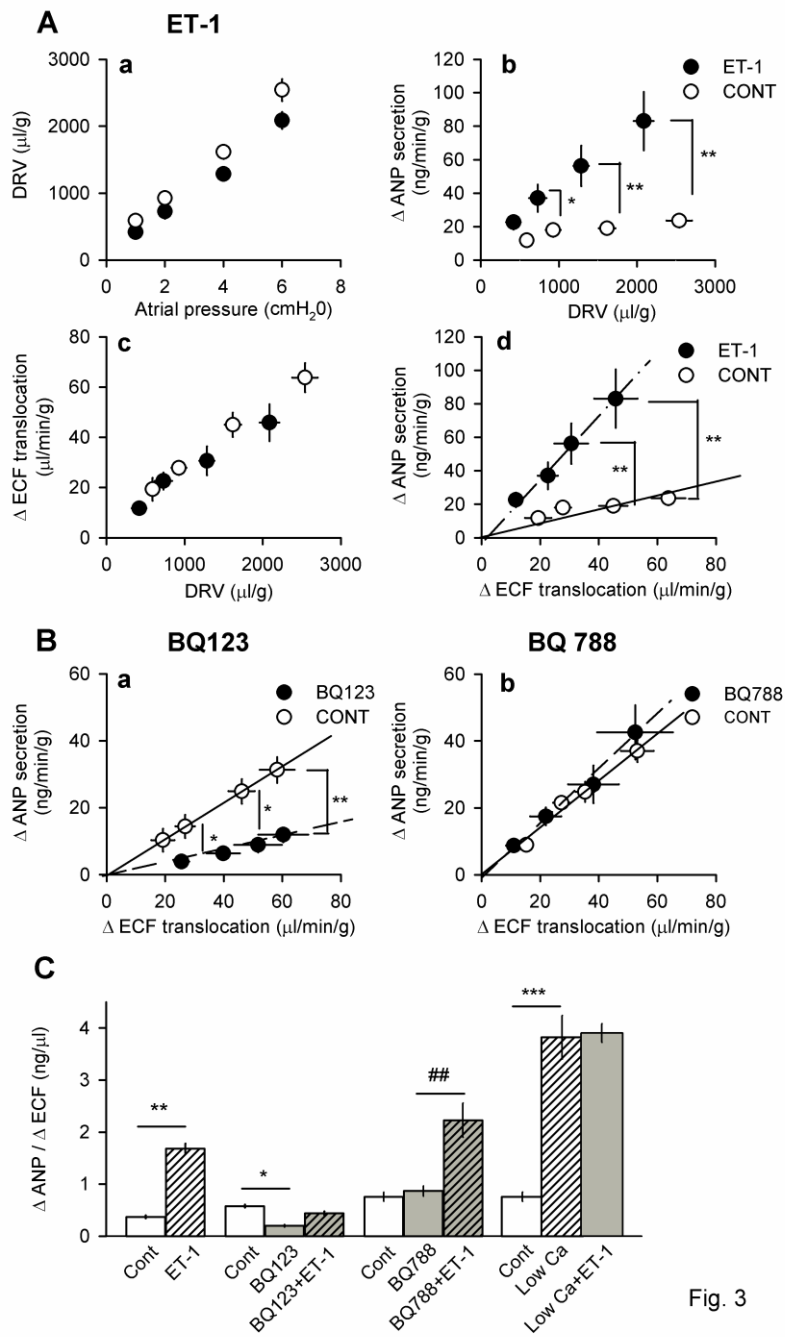 A ET-1
a
DRV (μl/g)
3000
2000
1000
0
0 2 4 6 8
Atrial pressure (cmH20)
b
ET-1
CONT
Δ ANP secretion
(ng/min/g)
120
100
80
60
40
20
0
*
**
**
1000 2000 3000
DRV (μl/g)
c
Δ ECF translocation
(μl/min/g)
80
60
40
20
0
0 1000 2000 3000
DRV (μl/g)
d
ET-1
CONT
Δ ANP secretion
(ng/min/g)
120
100
80
60
40
20
0
**
**
0 20 40 60 80
Δ ECF translocation (μl/min/g)
B BQ123
a
BQ123
CONT
Δ ANP secretion
(ng/min/g)
60
40
20
0
*
*
**
0 20 40 60 80
Δ ECF translocation (μl/min/g)
BQ 788
b
BQ788
CONT
Δ ANP secretion
(ng/min/g)
60
40
20
0
0 20 40 60 80
Δ ECF translocation (μl/min/g)
C
Δ ANP / Δ ECF (ng/μl)
4
3
2
1
0
**
*
##
***
Cont
ET-1
Cont
BQ123
BQ123+ET-1
Cont
BQ788
BQ788+ET-1
Cont
Low Ca
Low Ca+ET-1
Fig. 3